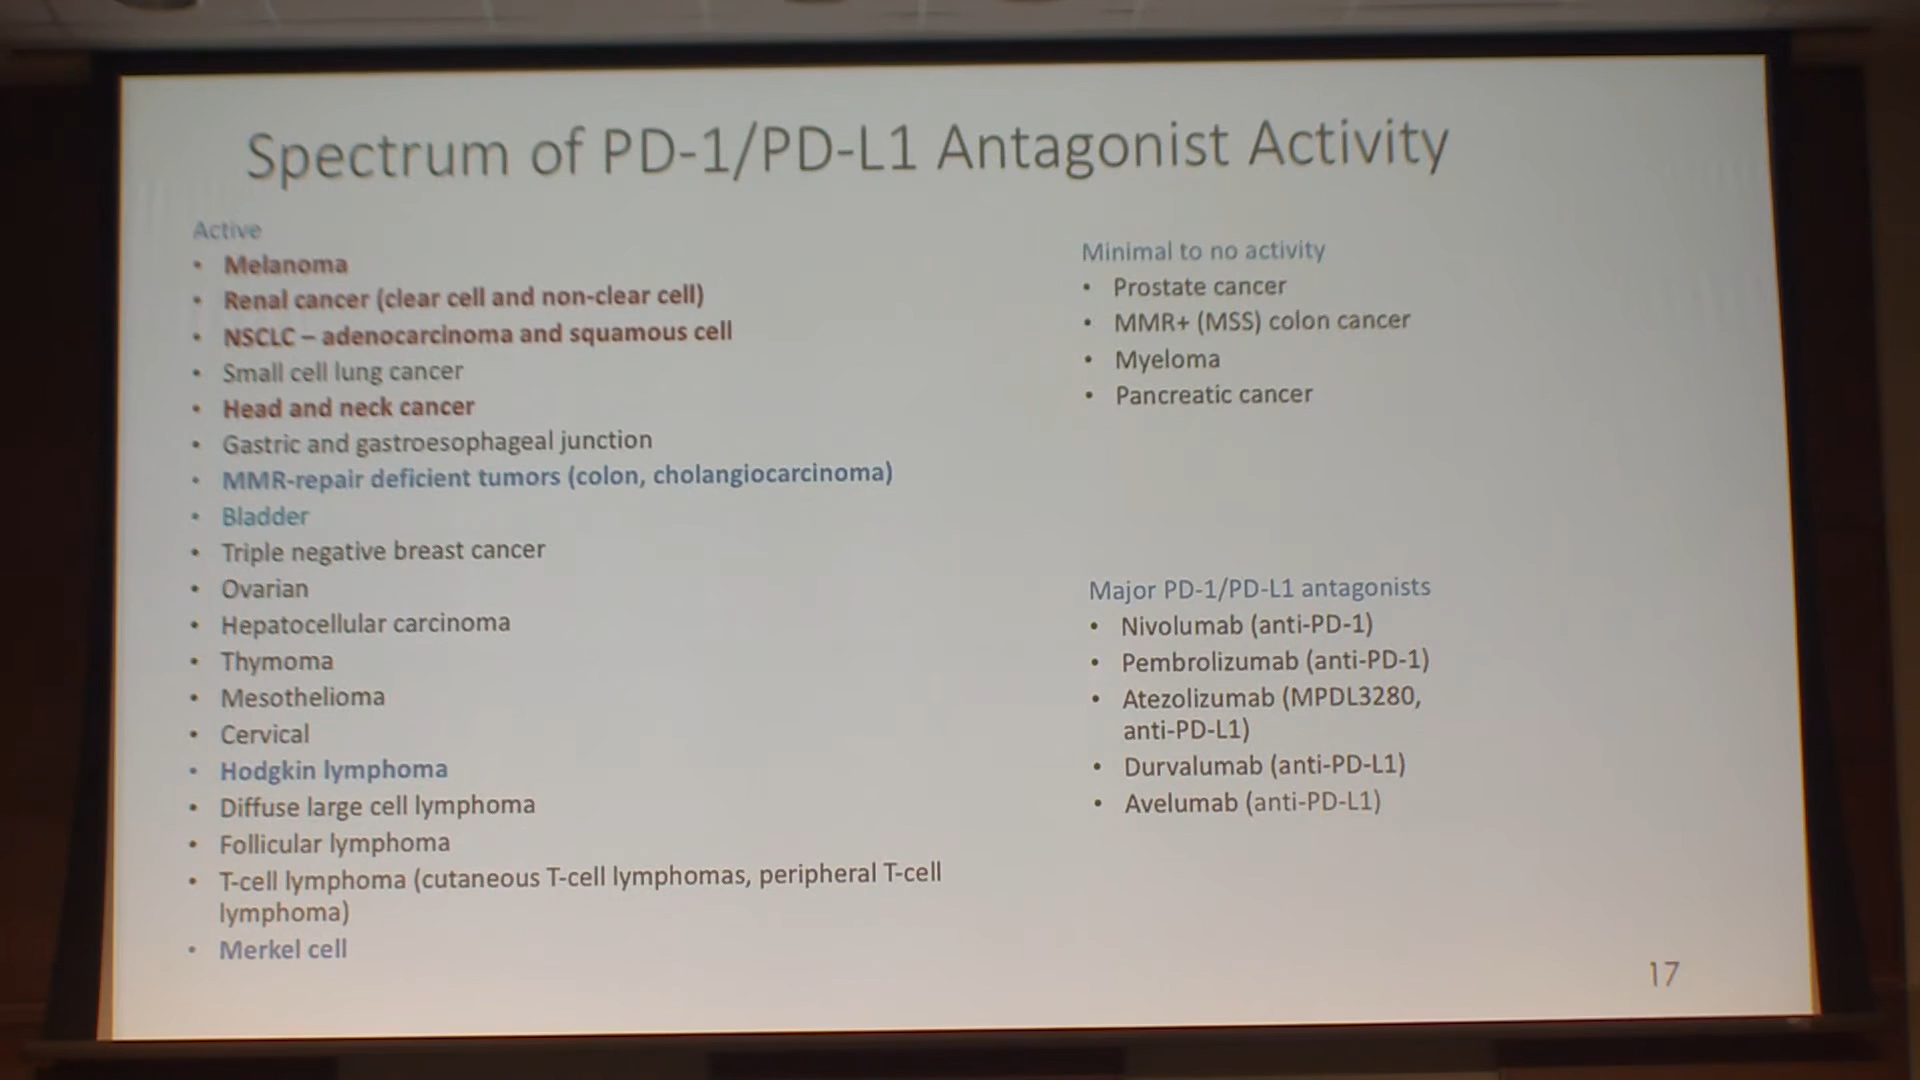 Spectrum of PD-1/PD-L1 Antagonist Activity
Active
• Melanoma
• Renal cancer (clear cell and non-clear cell)
• NSCLC – adenocarcinoma and squamous cell
• Small cell lung cancer
• Head and neck cancer
• Gastric and gastroesophageal junction
• MMR-repair deficient tumors (colon, cholangiocarcinoma)
• Bladder
• Triple negative breast cancer
• Ovarian
• Hepatocellular carcinoma
• Thymoma
• Mesothelioma
• Cervical
• Hodgkin lymphoma
• Diffuse large cell lymphoma
• Follicular lymphoma
• T-cell lymphoma (cutaneous T-cell lymphomas, peripheral T-cell
lymphoma)
• Merkel cell
Minimal to no activity
• Prostate cancer
• MMR+ (MSS) colon cancer
• Myeloma
• Pancreatic cancer
Major PD-1/PD-L1 antagonists
• Nivolumab (anti-PD-1)
• Pembrolizumab (anti-PD-1)
• Atezolizumab (MPDL3280,
anti-PD-L1)
• Durvalumab (anti-PD-L1)
• Avelumab (anti-PD-L1)
17